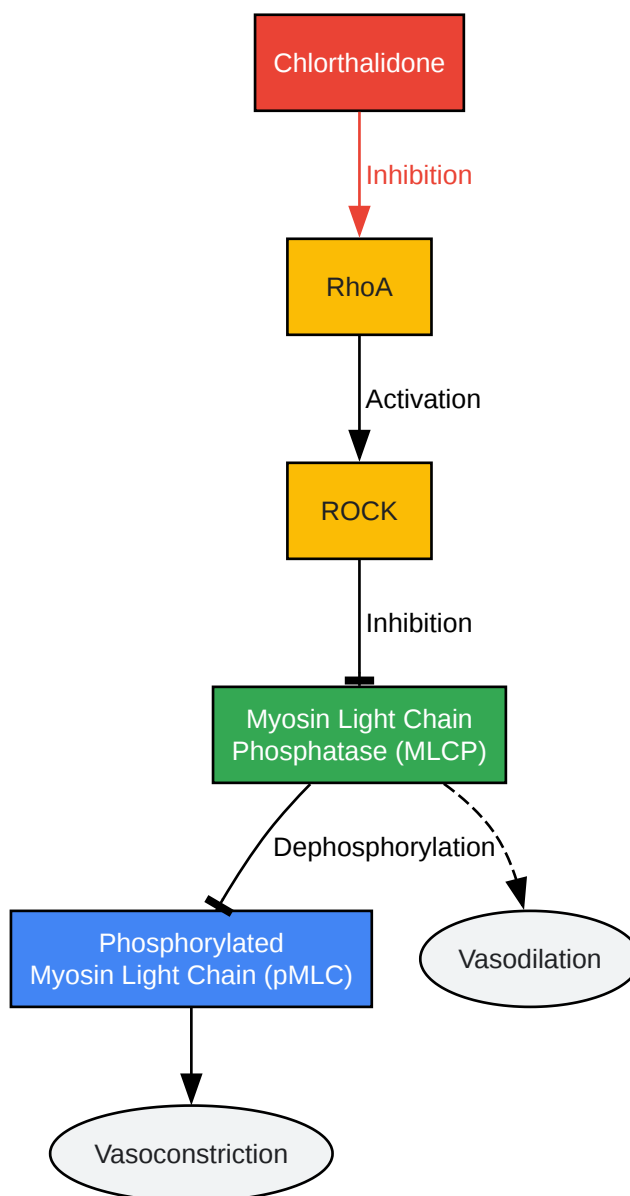 Chlorthalidone
Inhibition
RhoA
Activation
ROCK
Inhibition
Myosin Light Chain
Phosphatase (MLCP)
Dephosphorylation
Phosphorylated
Myosin Light Chain (pMLC)
Vasodilation
Vasoconstriction